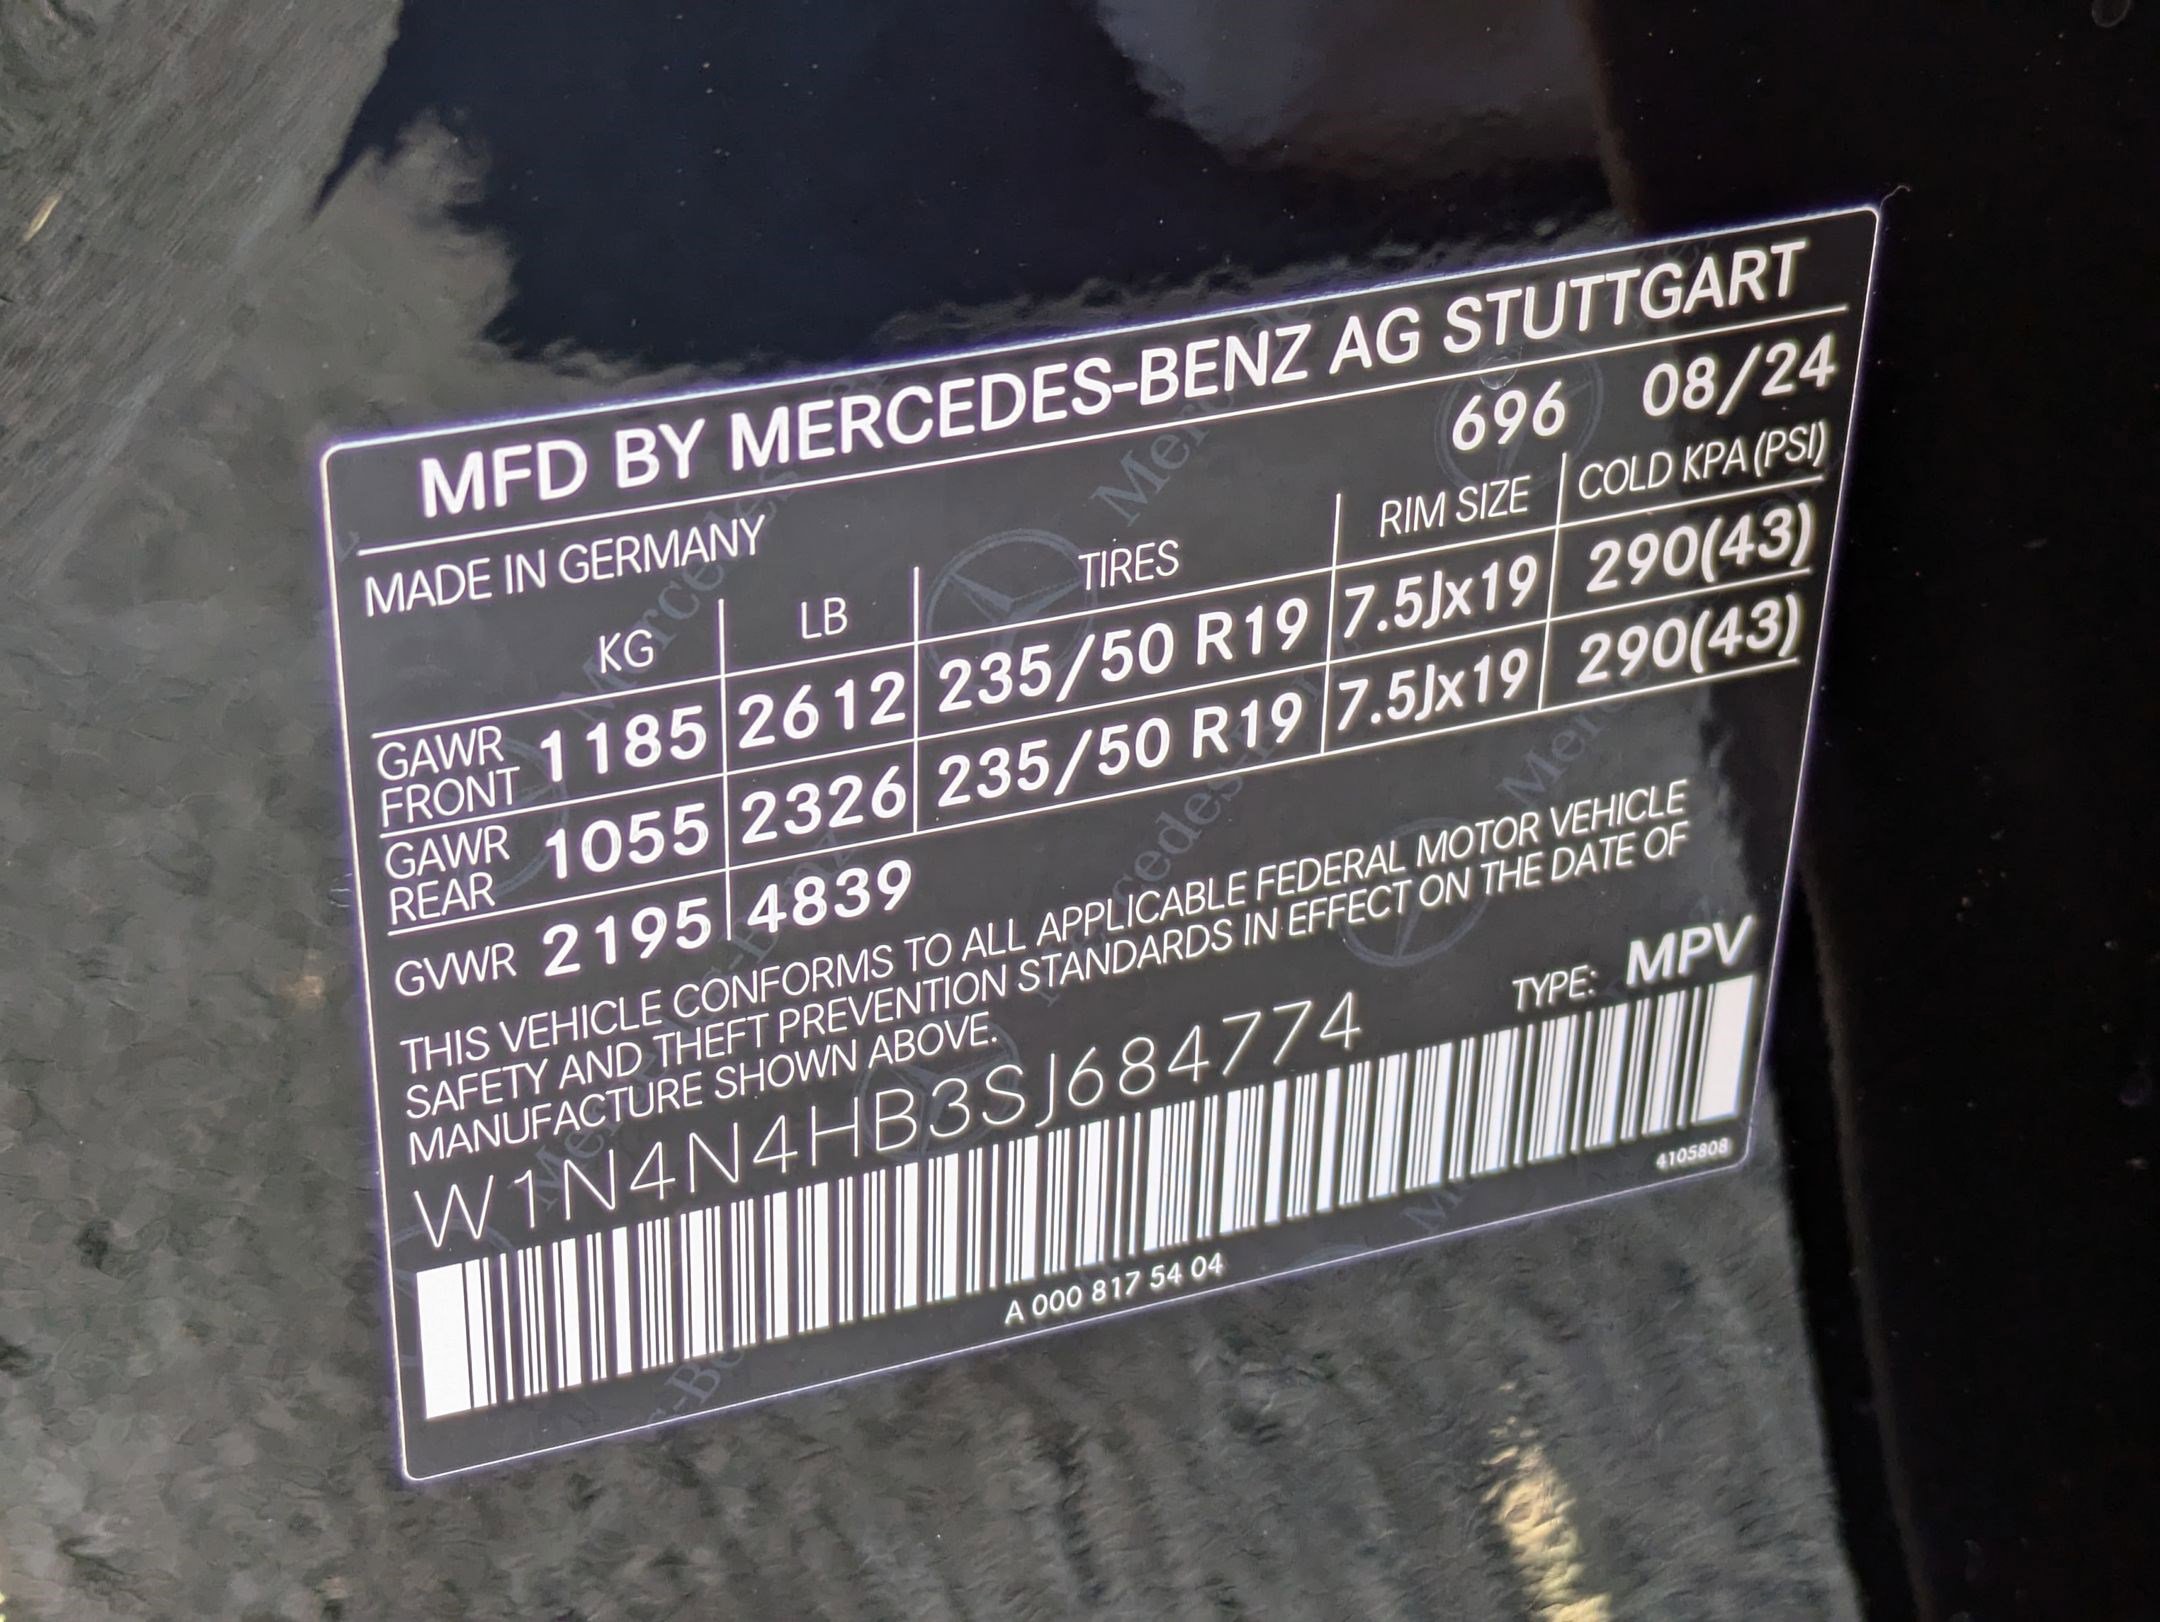 MFD BY MERCEDES-BENZ AG STUTTGART
MADE IN GERMANY 696 08/24
KG LB TIRES RIM SIZE COLD KPA (PSI)
GAWR FRONT 1185 2612 235/50 R19 7.5Jx19 290(43)
GAWR REAR 1055 2326 235/50 R19 7.5Jx19 290(43)
GVWR 2195 4839
THIS VEHICLE CONFORMS TO ALL APPLICABLE FEDERAL MOTOR VEHICLE
SAFETY AND THEFT PREVENTION STANDARDS IN EFFECT ON THE DATE OF
MANUFACTURE SHOWN ABOVE.
W1N4N4HB3SJ684774 TYPE: MPV
4105808
A 000 817 54 04